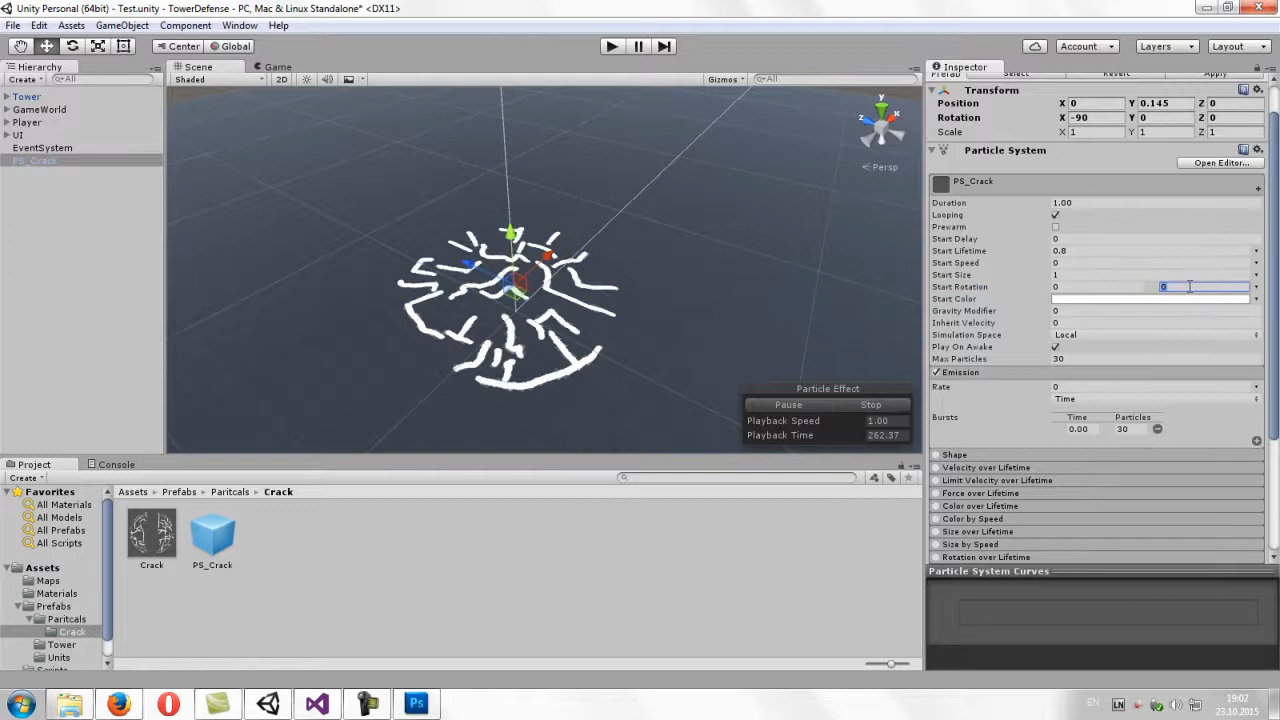 Unity Personal (64bit) - Test.unity - TowerDefense - PC, Mac & Linux Standalone* <DX11>
File Edit Assets GameObject Component Window Help
Center Global Account Layers Layout
Hierarchy Scene Game Inspector
Create All Shaded 2D Gizmos All Prefab Select Revert Apply
Tower
GameWorld
Player
UI
EventSystem
PS_Crack
y
x
z
Persp
Particle Effect
Pause Stop
Playback Speed 1.00
Playback Time 262.37
Transform
Position X 0 Y 0.145 Z 0
Rotation X -90 Y 0 Z 0
Scale X 1 Y 1 Z 1
Particle System
Open Editor...
PS_Crack
Duration 1.00
Looping
Prewarm
Start Delay 0
Start Lifetime 0.8
Start Speed 0
Start Size 1
Start Rotation 0 0
Start Color
Gravity Modifier 0
Inherit Velocity 0
Simulation Space Local
Play On Awake
Max Particles 30
Emission
Rate 0
Time
Bursts Time Particles
0.00 30
Shape
Velocity over Lifetime
Limit Velocity over Lifetime
Force over Lifetime
Color over Lifetime
Color by Speed
Size over Lifetime
Size by Speed
Rotation over Lifetime
Particle System Curves
Project Console
Create
Favorites
All Materials
All Models
All Prefabs
All Scripts
Assets
Maps
Materials
Prefabs
Paritcals
Crack
Tower
Units
Scripts
Assets Prefabs Paritcals Crack
Crack PS_Crack
Ps
EN LN 19:02
23.10.2015